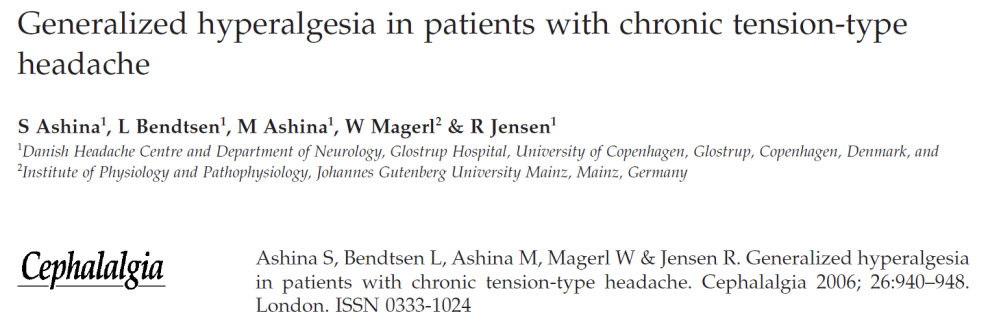 Generalized hyperalgesia in patients with chronic tension-type
headache
S Ashina¹, L Bendtsen¹, M Ashina¹, W Magerl² & R Jensen¹
¹Danish Headache Centre and Department of Neurology, Glostrup Hospital, University of Copenhagen, Glostrup, Copenhagen, Denmark, and
²Institute of Physiology and Pathophysiology, Johannes Gutenberg University Mainz, Mainz, Germany
Cephalalgia
Ashina S, Bendtsen L, Ashina M, Magerl W & Jensen R. Generalized hyperalgesia
in patients with chronic tension-type headache. Cephalalgia 2006; 26:940–948.
London. ISSN 0333-1024